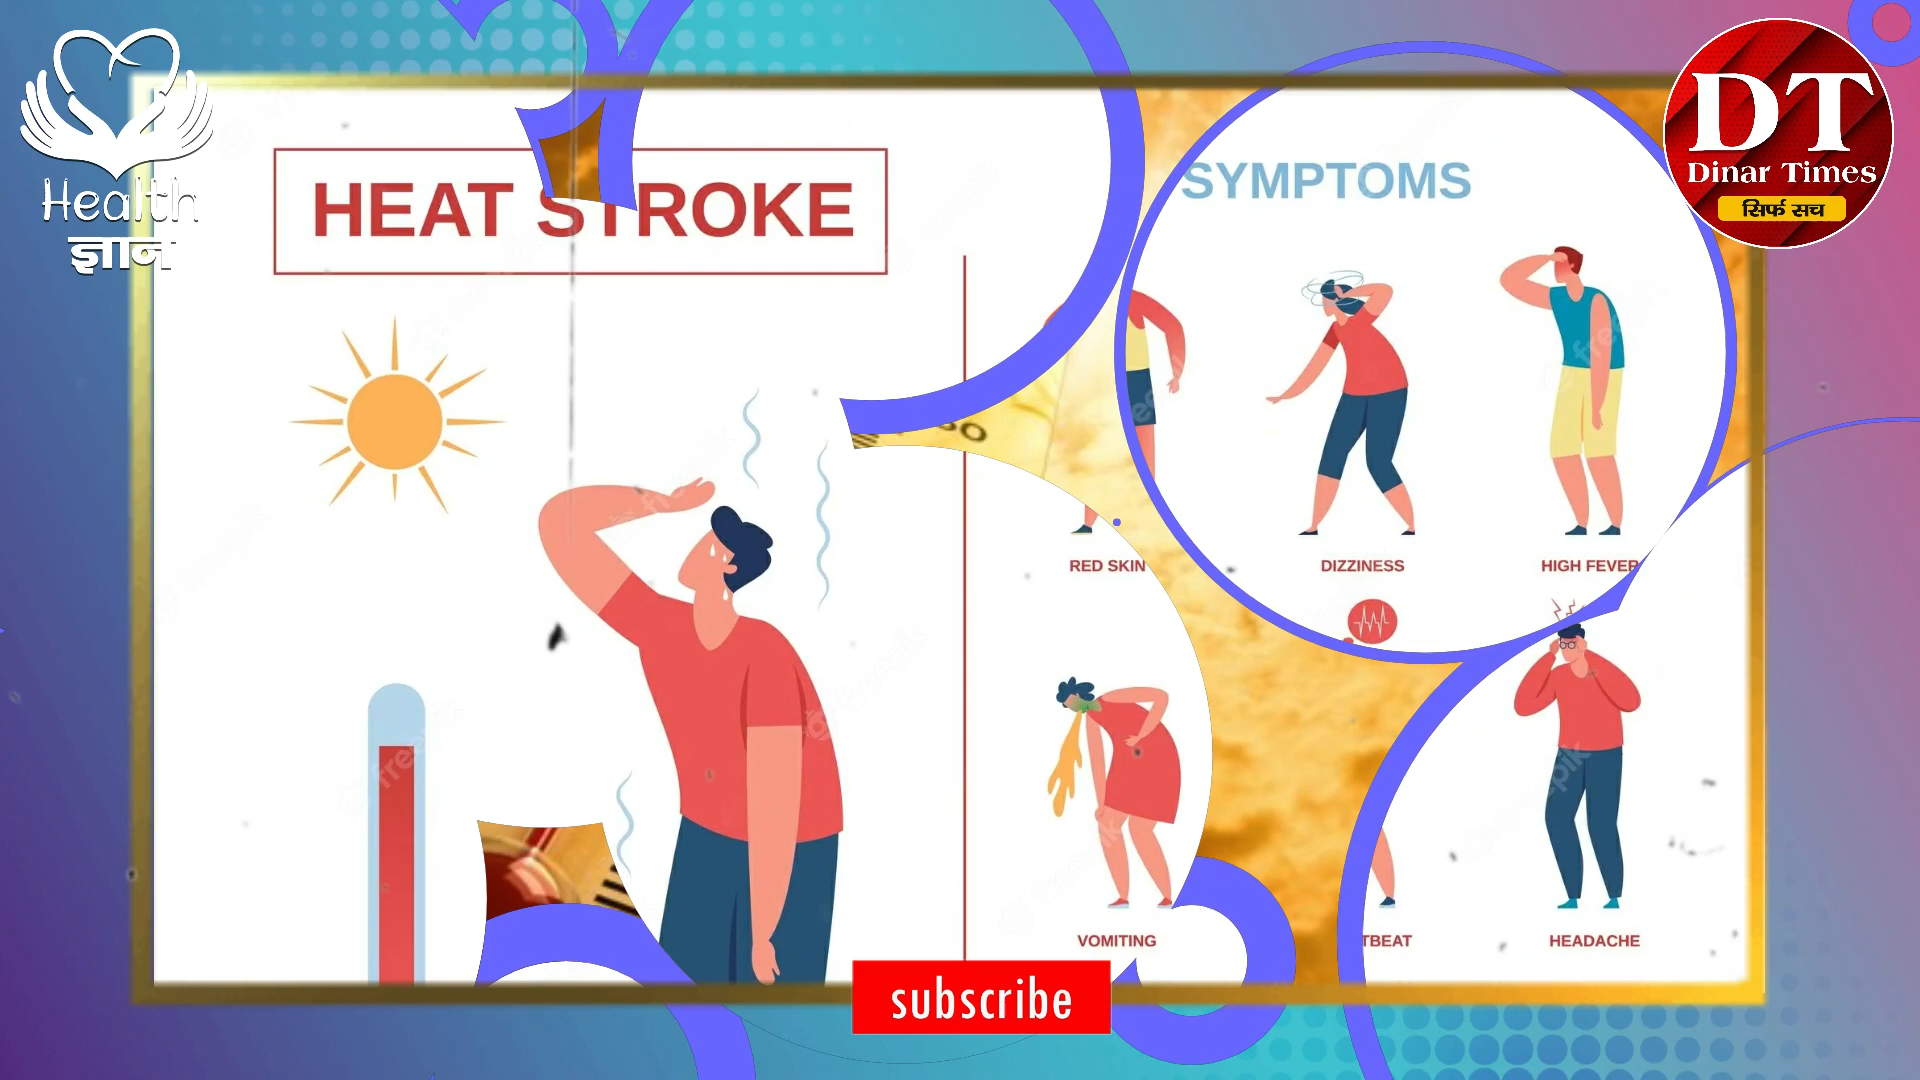 Health
ज्ञान
DT
Dinar Times
सिर्फ सच
HEAT STROKE
SYMPTOMS
RED SKIN
DIZZINESS
HIGH FEVER
VOMITING
TBEAT
HEADACHE
subscribe